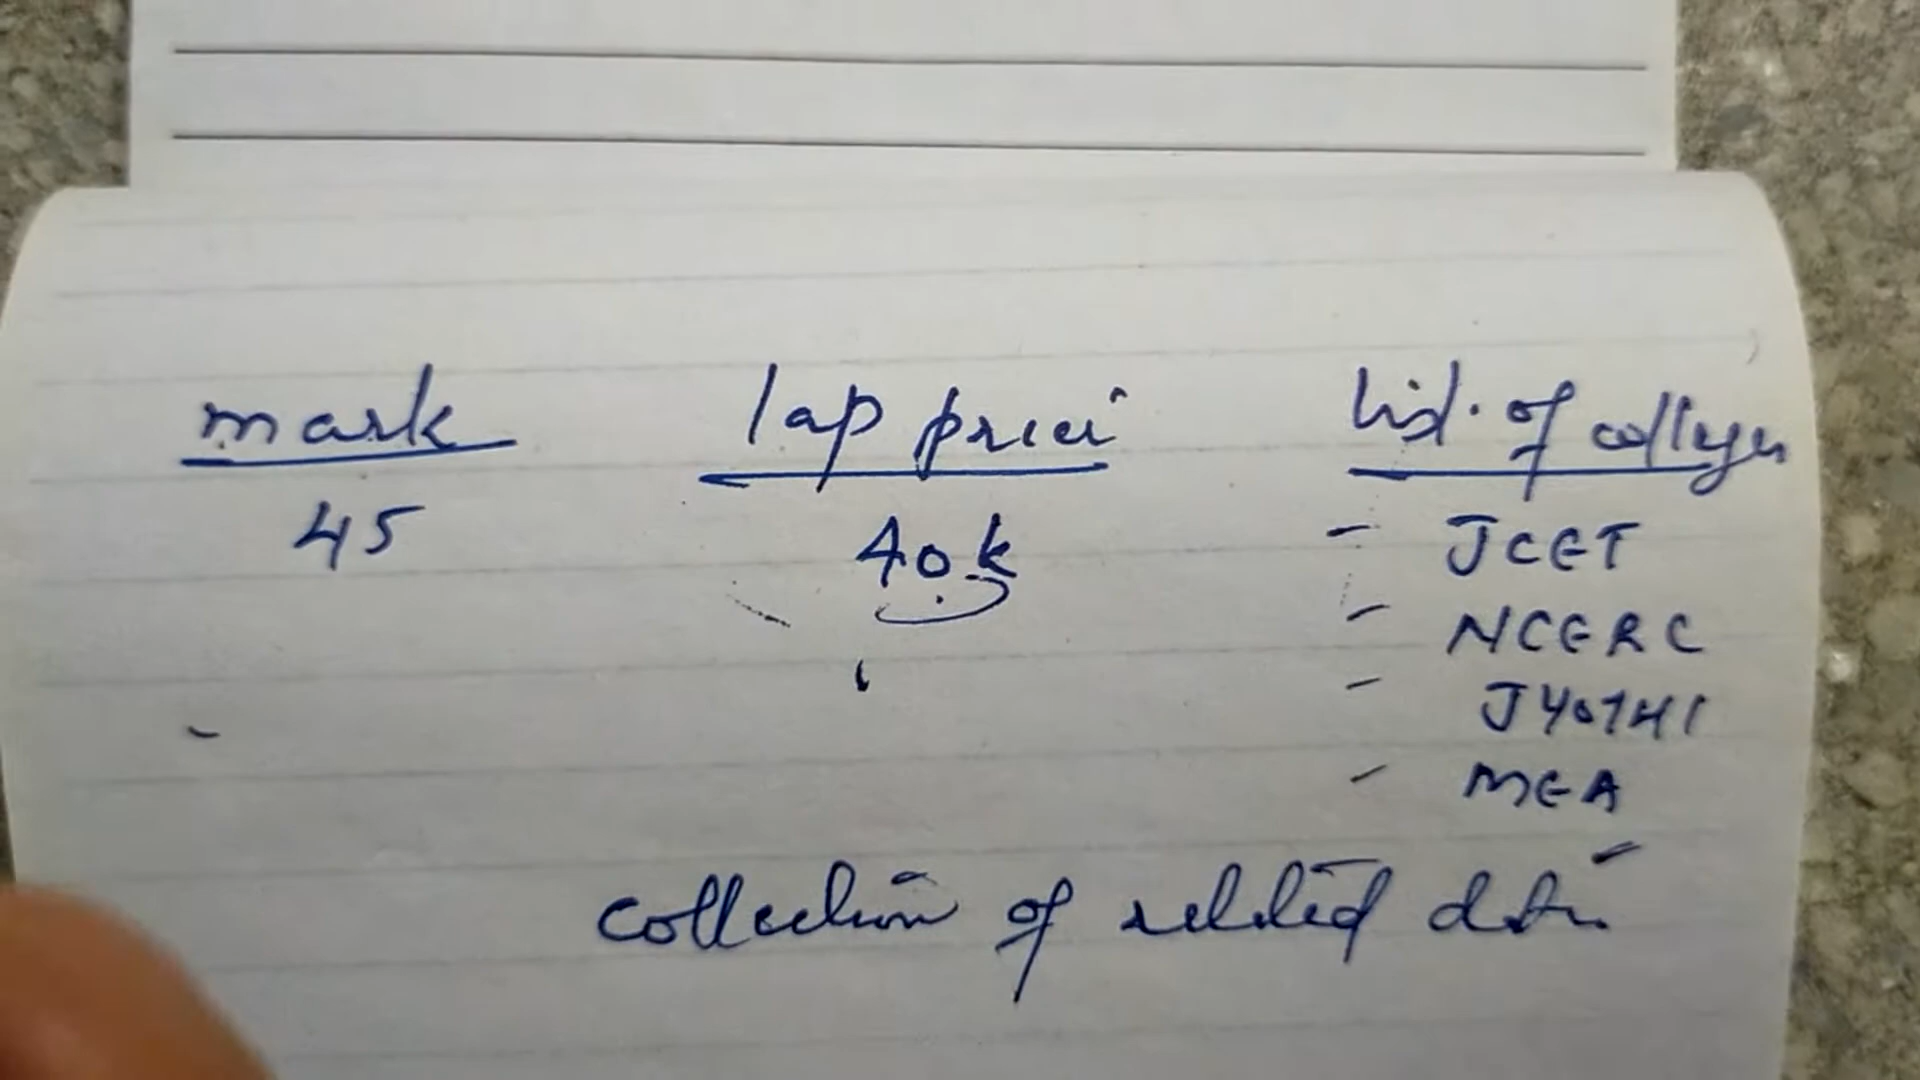 mark lap price list of colleges
45 40k - JCET
- NCERC
- JYOTHI
- MEA
collection of related data